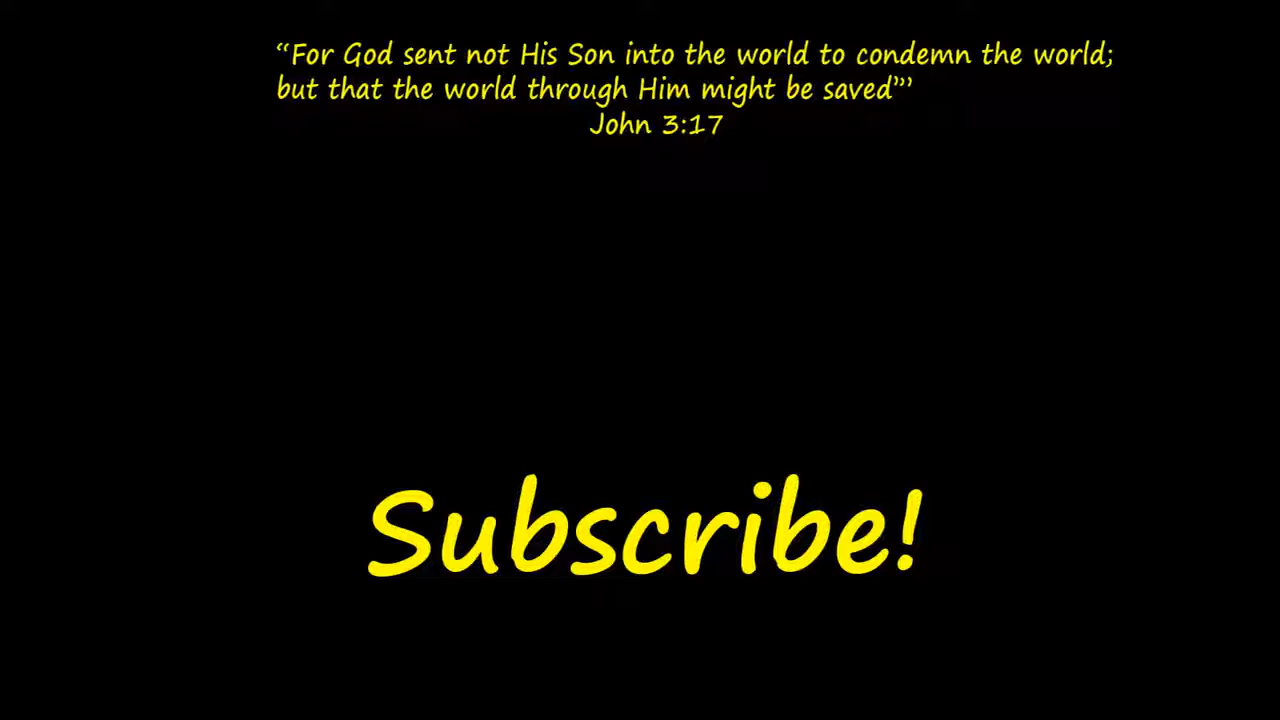 “For God sent not His Son into the world to condemn the world;
but that the world through Him might be saved”’
John 3:17
Subscribe!